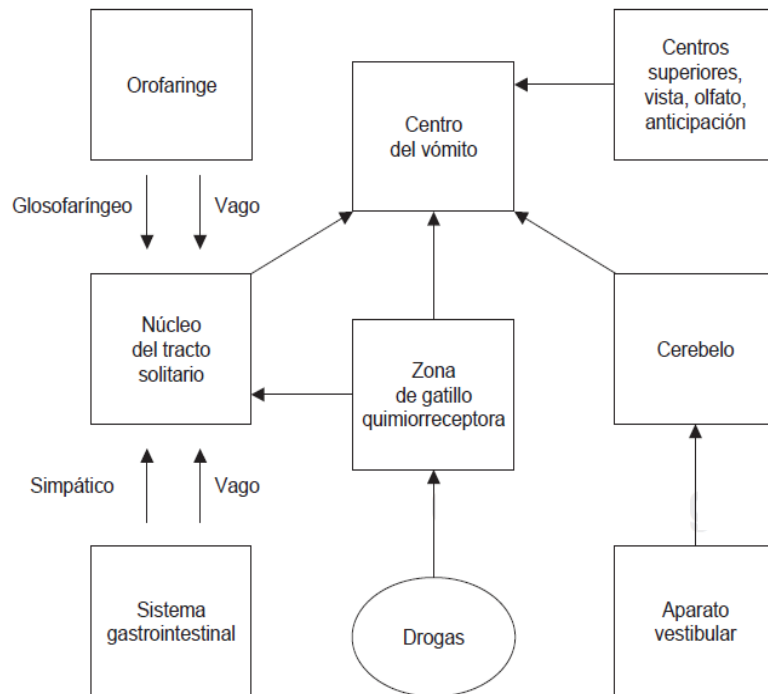 Orofaringe
Centros
superiores,
vista, olfato,
anticipación
Centro
del vómito
Glosofaríngeo
Vago
Núcleo
del tracto
solitario
Zona
de gatillo
quimiorreceptora
Cerebelo
Simpático
Vago
Sistema
gastrointestinal
Drogas
Aparato
vestibular